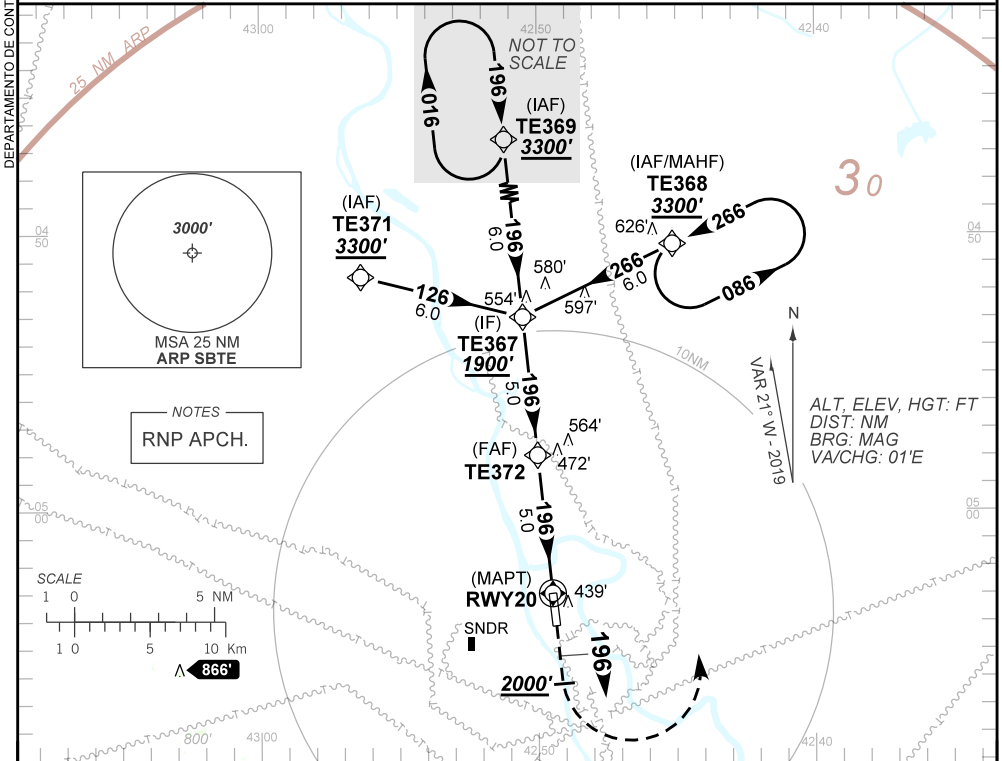 DEPARTAMENTO DE CONT
43 00
42 50
42 40
25 NM ARP
NOT TO
SCALE
196
016
(IAF)
TE369
3300'
(IAF/MAHF)
TE368
3300'
30
626'
266
086
266
6.0
(IAF)
TE371
3300'
04
50
04
50
3000'
MSA 25 NM
ARP SBTE
196
6.0
126
6.0
580'
554'
597'
(IF)
TE367
1900'
10NM
N
VAR 21° W - 2019
ALT, ELEV, HGT: FT
DIST: NM
BRG: MAG
VA/CHG: 01'E
NOTES
RNP APCH.
196
5.0
564'
472'
(FAF)
TE372
05
00
05
00
196
5.0
(MAPT)
RWY20
439'
SNDR
SCALE
1 0 5 NM
1 0 5 10 Km
866'
196
2000'
800'
43 00
42 50
42 40